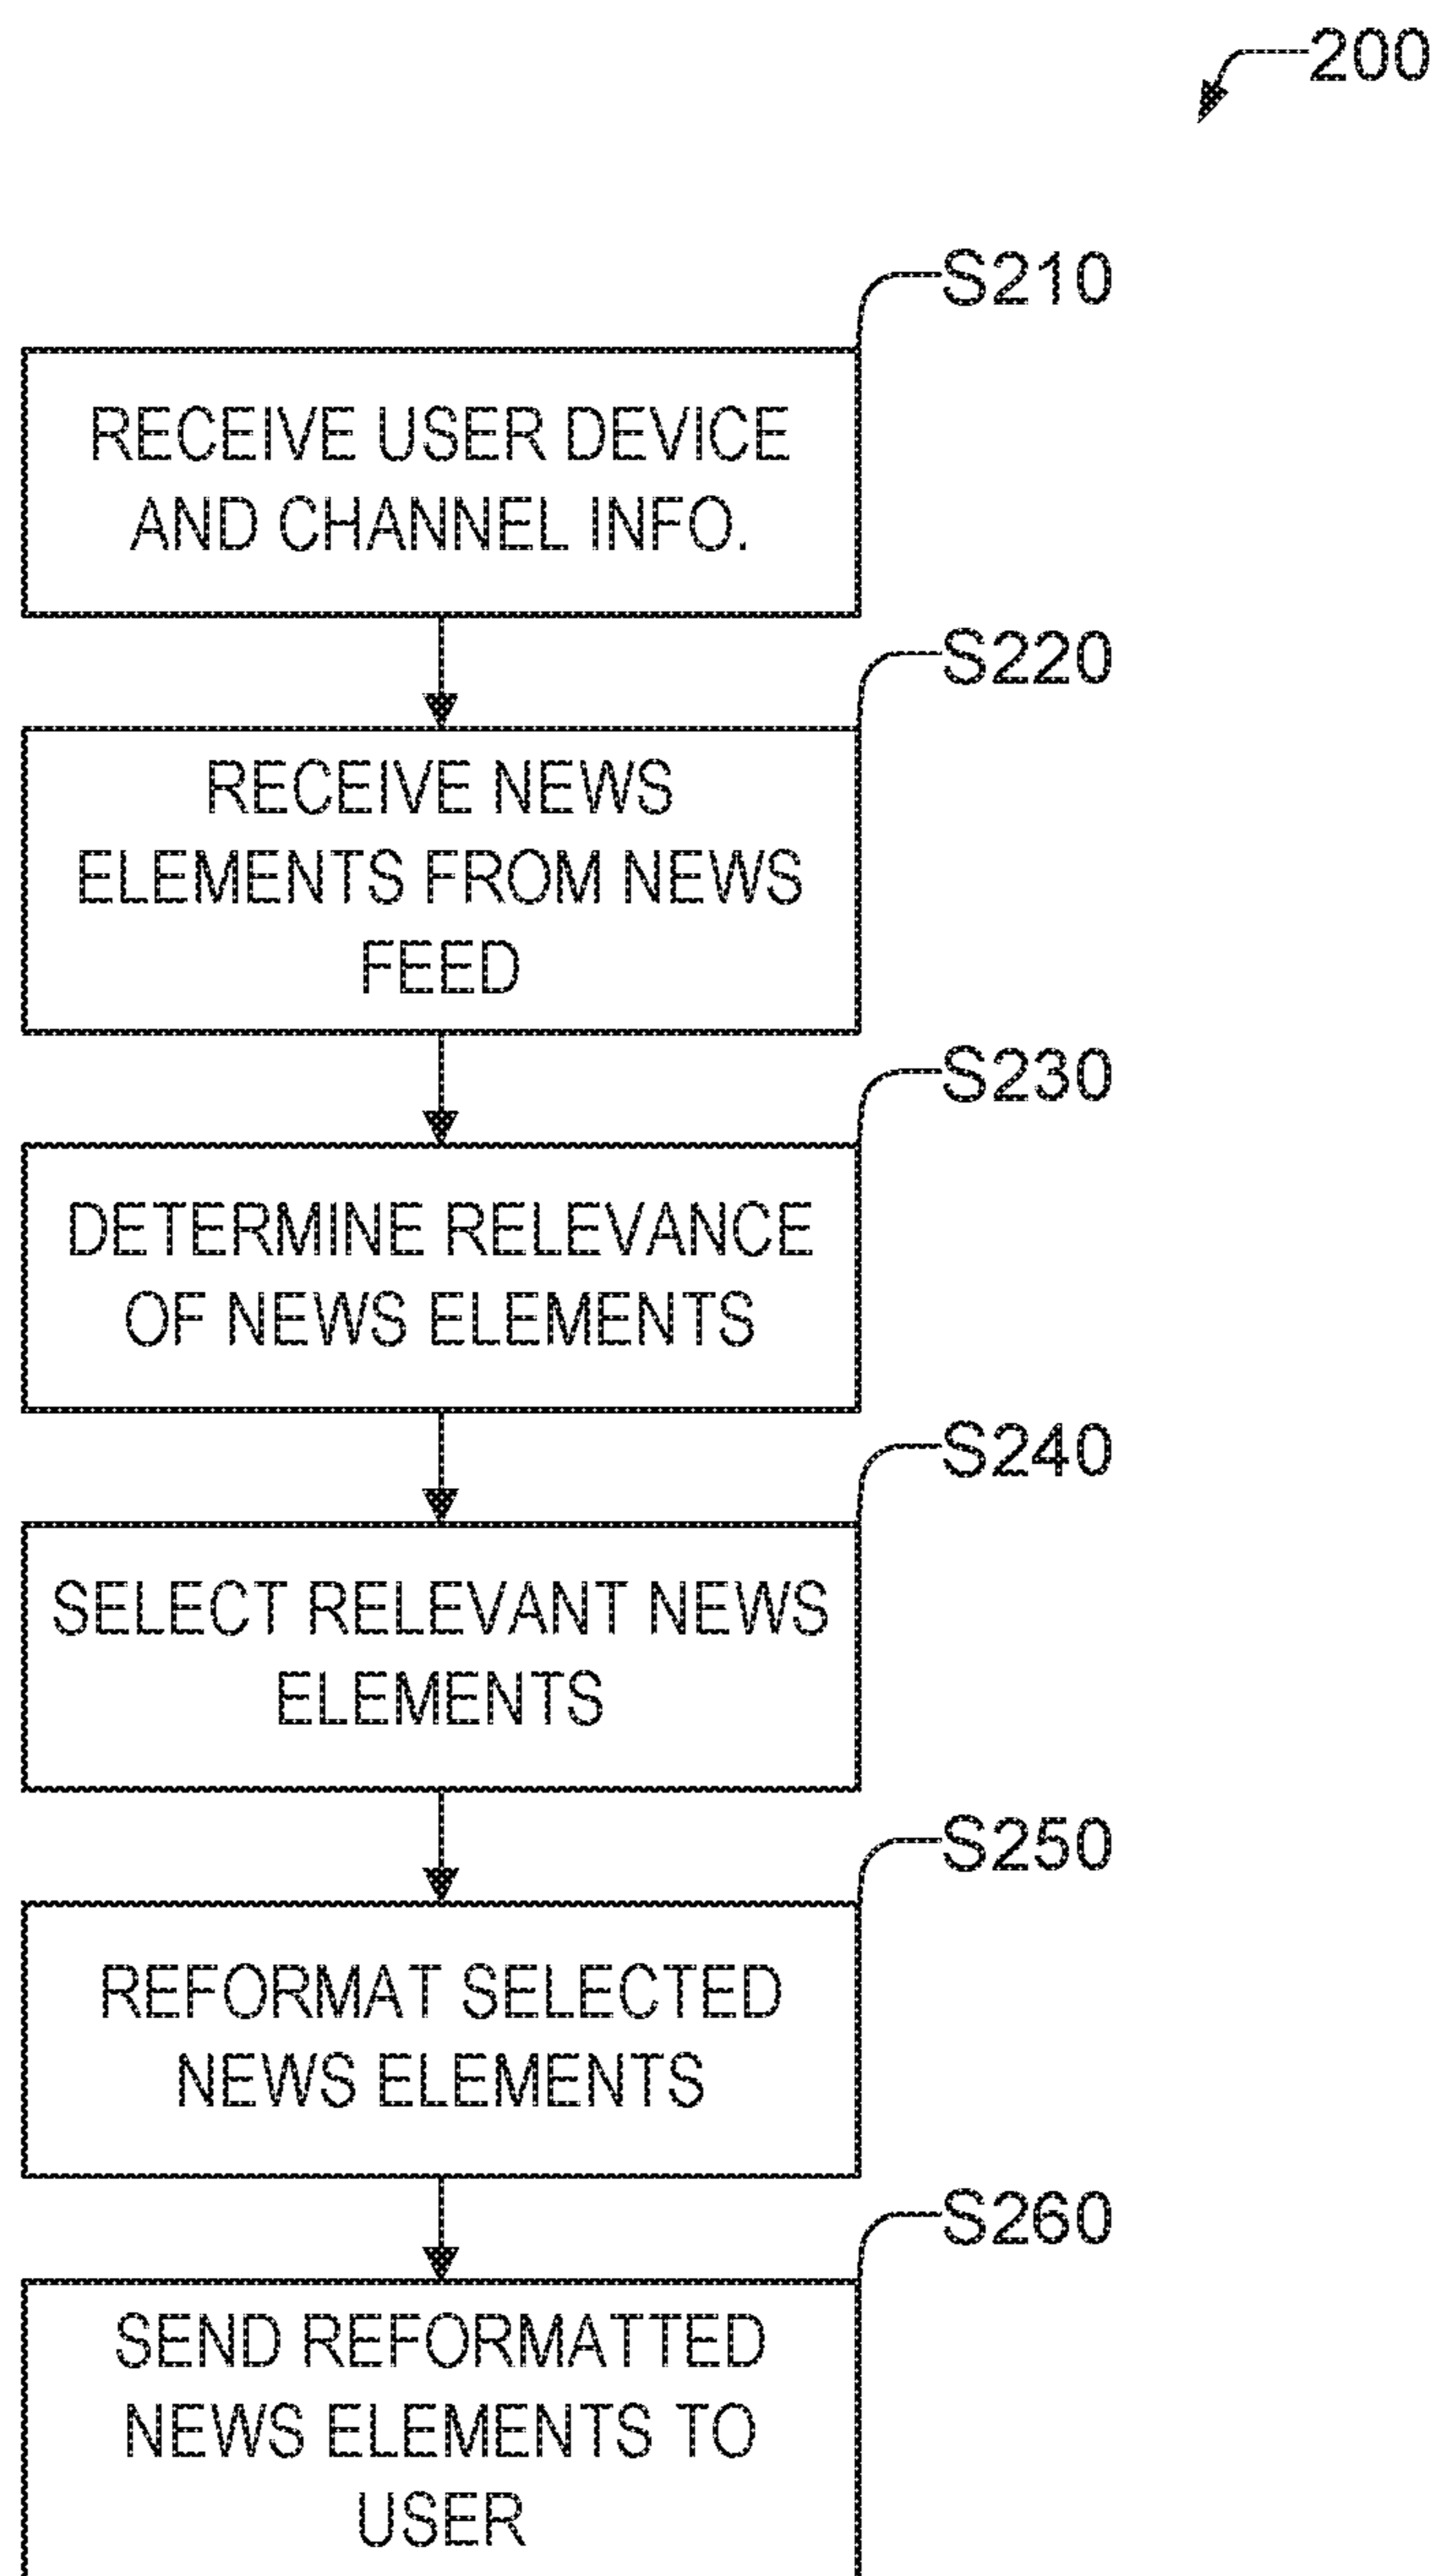 200
S210
RECEIVE USER DEVICE
AND CHANNEL INFO.
S220
RECEIVE NEWS
ELEMENTS FROM NEWS
FEED
S230
DETERMINE RELEVANCE
OF NEWS ELEMENTS
S240
SELECT RELEVANT NEWS
ELEMENTS
S250
REFORMAT SELECTED
NEWS ELEMENTS
S260
SEND REFORMATTED
NEWS ELEMENTS TO
USER